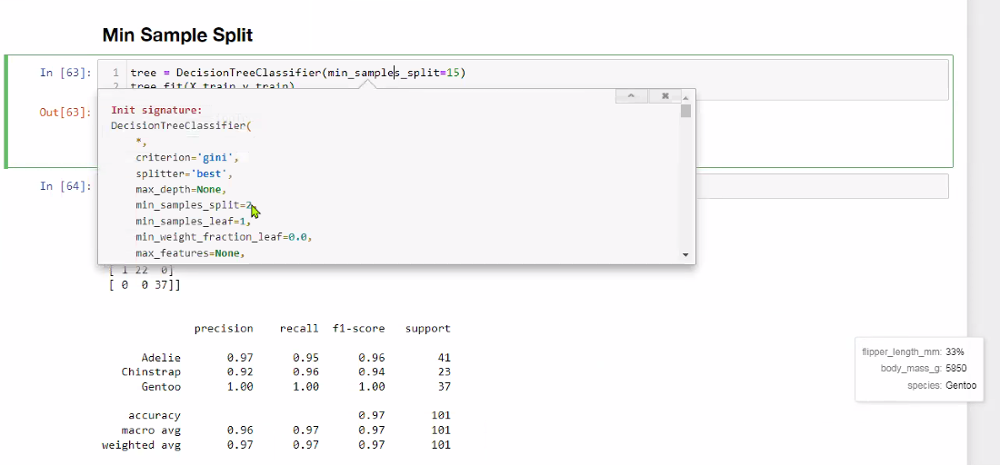 Min Sample Split
In [63]:
1 tree = DecisionTreeClassifier(min_samples_split=15)
2 tree.fit(X_train,y_train)
Out[63]:
Init signature:
DecisionTreeClassifier(
*,
criterion='gini',
splitter='best',
max_depth=None,
min_samples_split=2,
min_samples_leaf=1,
min_weight_fraction_leaf=0.0,
max_features=None,
In [64]:
[ 1 22 0]
[ 0 0 37]]
precision recall f1-score support
Adelie 0.97 0.95 0.96 41
Chinstrap 0.92 0.96 0.94 23
Gentoo 1.00 1.00 1.00 37
accuracy 0.97 101
macro avg 0.96 0.97 0.97 101
weighted avg 0.97 0.97 0.97 101
flipper_length_mm: 33%
body_mass_g: 5850
species: Gentoo